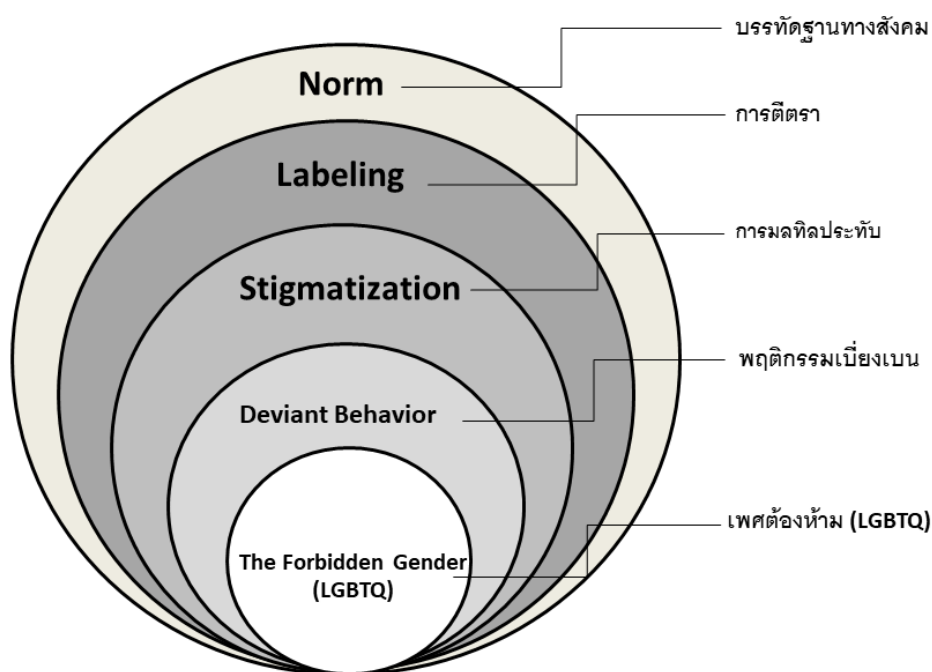 บรรทัดฐานทางสังคม
Norm
การตีตรา
Labeling
การมลทิลประทับ
Stigmatization
พฤติกรรมเบี่ยงเบน
Deviant Behavior
เพศต้องห้าม (LGBTQ)
The Forbidden Gender
(LGBTQ)